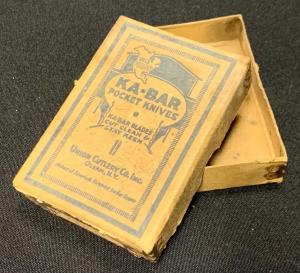 KA-BAR
POCKET KNIVES
KABAR BLADES
CUT CLEAN &
STAY KEEN
UNION CUTLERY CO. INC.
OLEAN, N.Y.